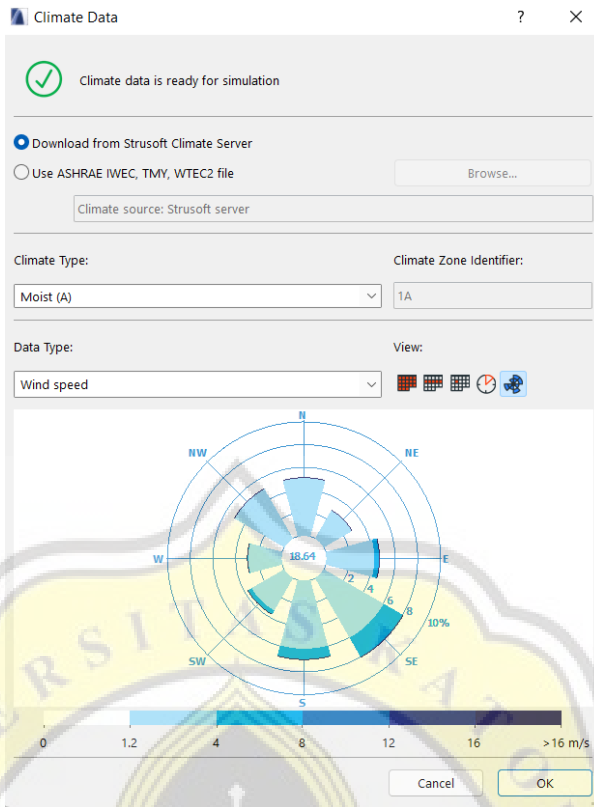 Climate Data
?
Climate data is ready for simulation
Download from Strusoft Climate Server
Use ASHRAE IWEC, TMY, WTEC2 file
Browse...
Climate source: Strusoft server
Climate Type:
Climate Zone Identifier:
Moist (A)
1A
Data Type:
View:
Wind speed
N
NW
NE
W
18.64
E
2
4
6
8
10%
SW
SE
S
0 1.2 4 8 12 16 >16 m/s
Cancel
OK
ERSITAS KATO